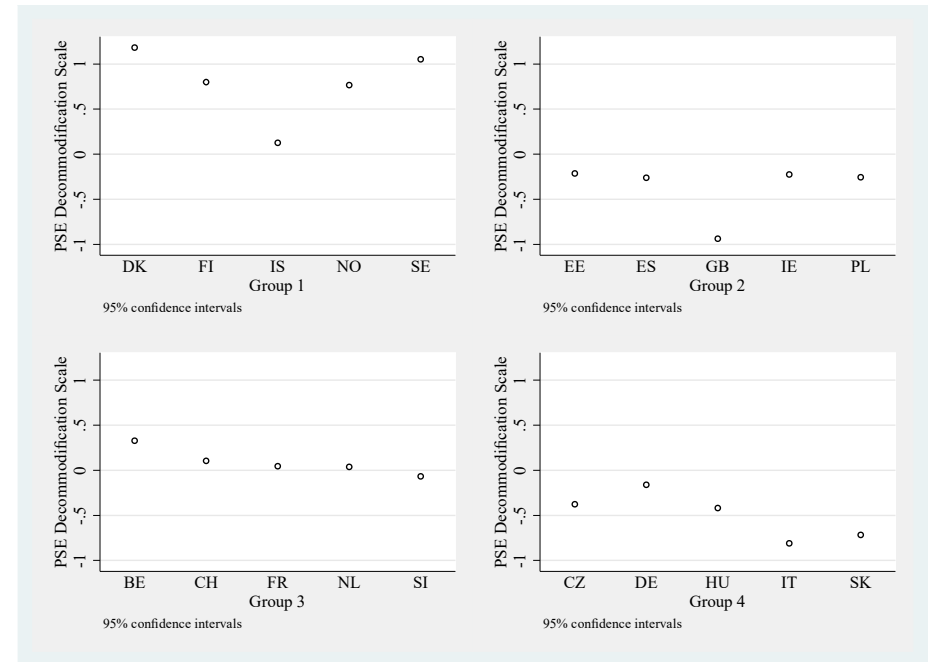 PSE Decommodification Scale
1
.5
0
-.5
-1
DK FI IS NO SE
Group 1
95% confidence intervals
PSE Decommodification Scale
1
.5
0
-.5
-1
EE ES GB IE PL
Group 2
95% confidence intervals
PSE Decommodification Scale
1
.5
0
-.5
-1
BE CH FR NL SI
Group 3
95% confidence intervals
PSE Decommodification Scale
1
.5
0
-.5
-1
CZ DE HU IT SK
Group 4
95% confidence intervals